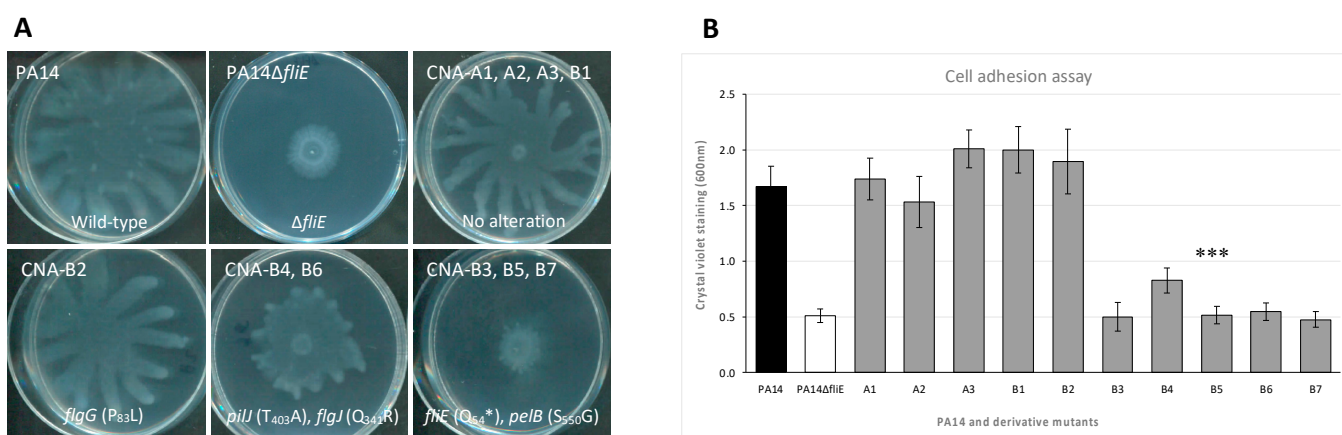 A
PA14
Wild-type
PA14ΔfliE
ΔfliE
CNA-A1, A2, A3, B1
No alteration
CNA-B2
flgG (P83L)
CNA-B4, B6
pilJ (T403A), flgJ (Q341R)
CNA-B3, B5, B7
fliE (Q54*), pelB (S550G)
B
Cell adhesion assay
Crystal violet staining (600nm)
2.5
2.0
1.5
1.0
0.5
0.0
***
PA14 PA14ΔfliE A1 A2 A3 B1 B2 B3 B4 B5 B6 B7
PA14 and derivative mutants